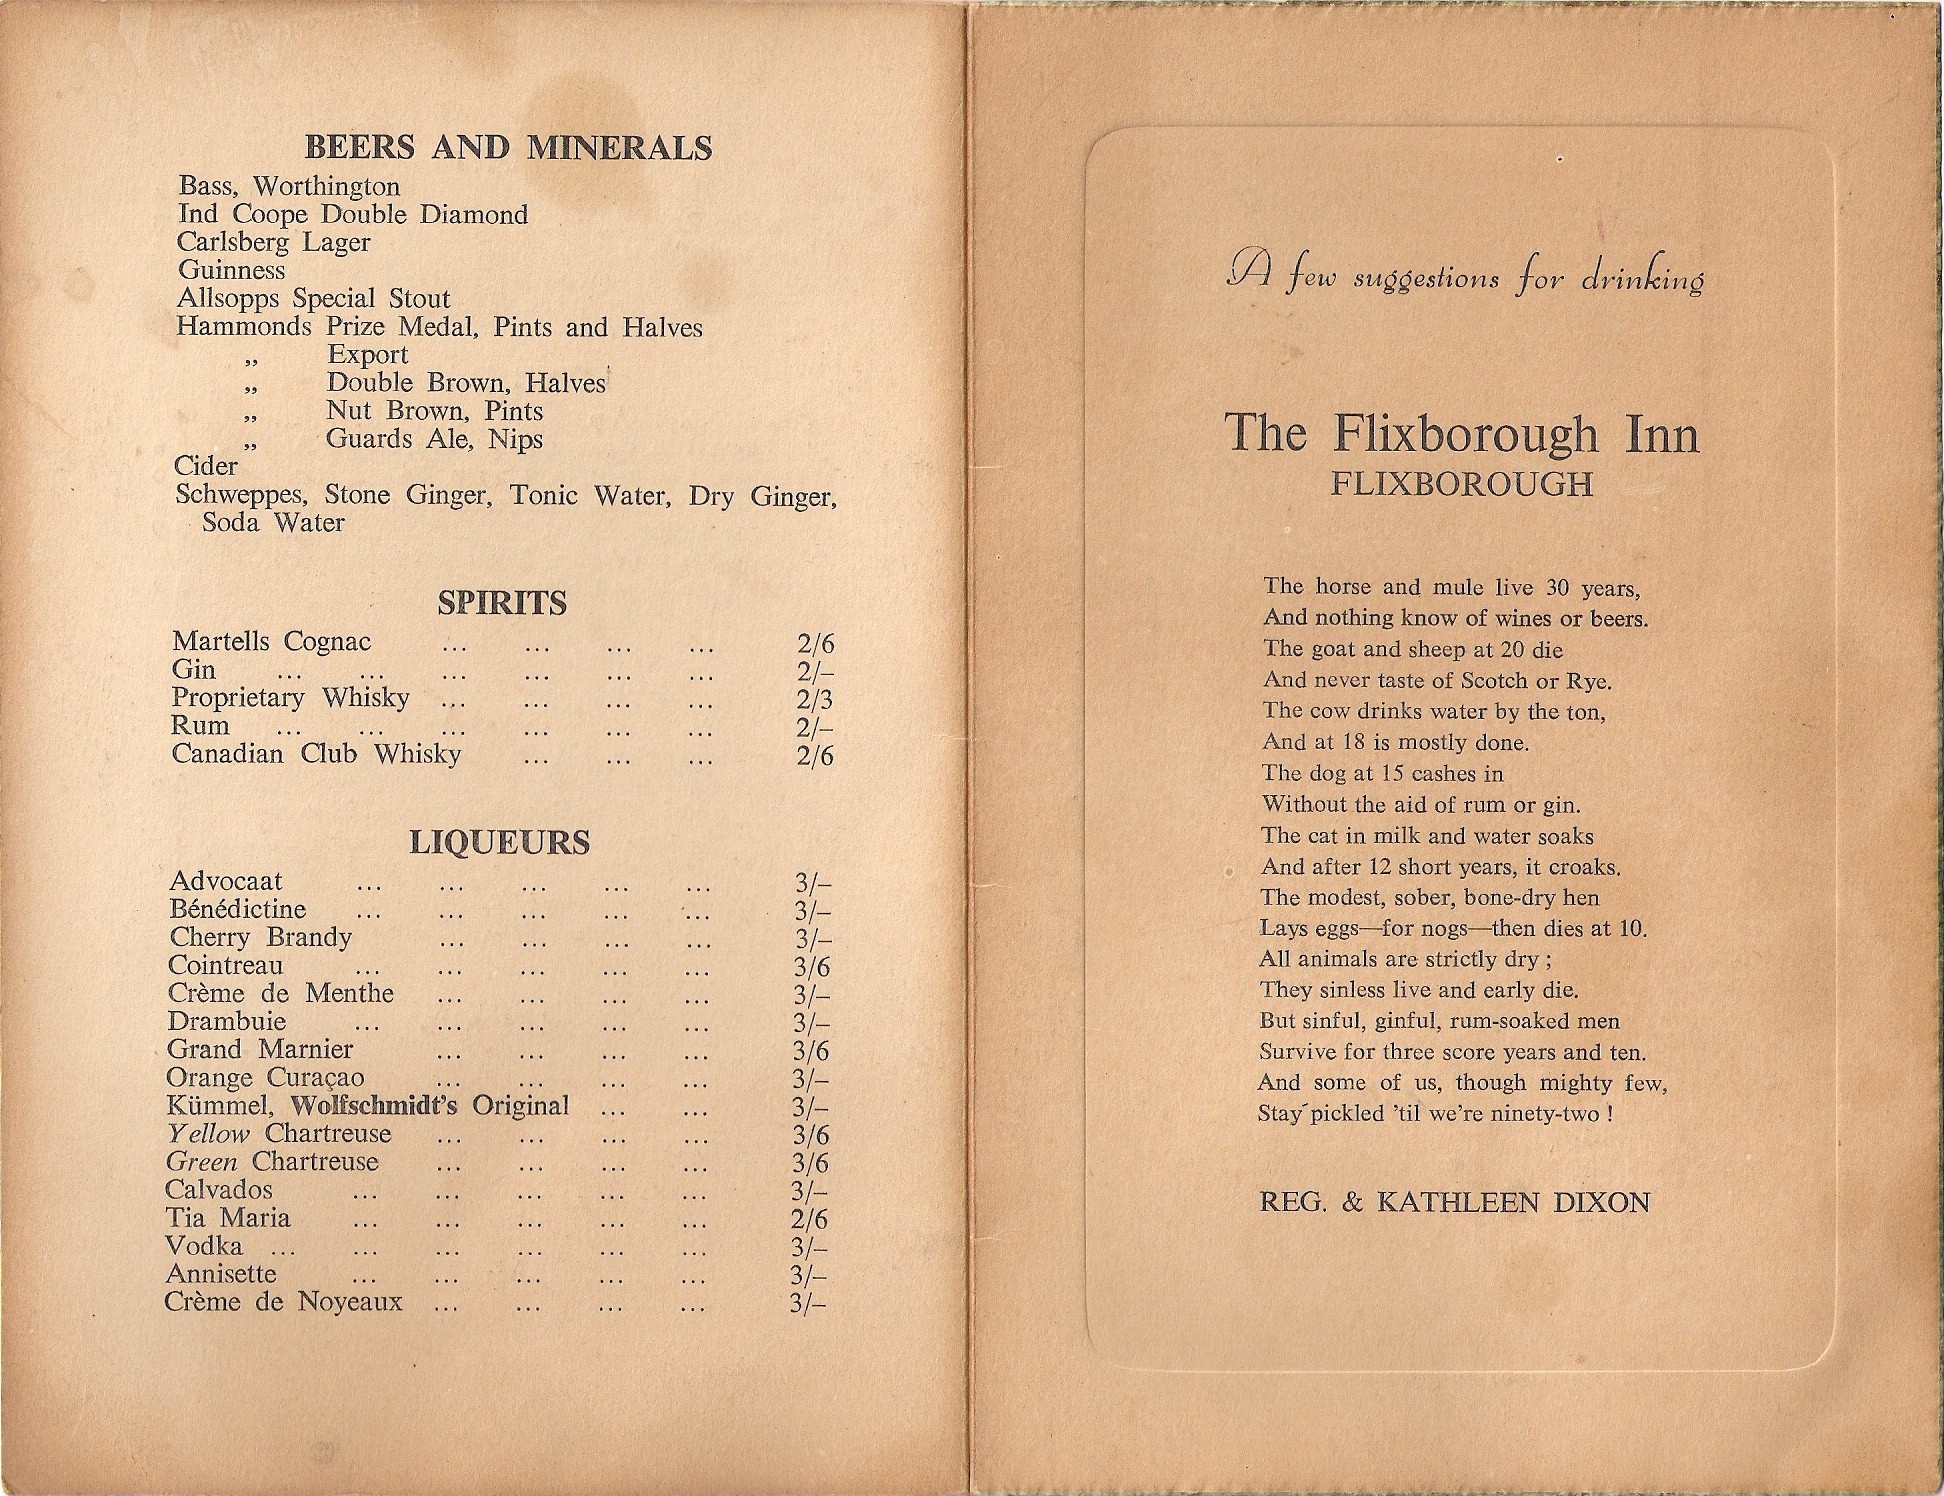 BEERS AND MINERALS
Bass, Worthington
Ind Coope Double Diamond
Carlsberg Lager
Guinness
Allsopps Special Stout
Hammonds Prize Medal, Pints and Halves
„ Export
„ Double Brown, Halves
„ Nut Brown, Pints
„ Guards Ale, Nips
Cider
Schweppes, Stone Ginger, Tonic Water, Dry Ginger,
Soda Water
SPIRITS
Martells Cognac ... ... ... ... 2/6
Gin ... ... ... ... ... ... 2/–
Proprietary Whisky ... ... ... ... 2/3
Rum ... ... ... ... ... ... 2/–
Canadian Club Whisky ... ... ... 2/6
LIQUEURS
Advocaat ... ... ... ... ... 3/–
Bénédictine ... ... ... ... ... 3/–
Cherry Brandy ... ... ... ... 3/–
Cointreau ... ... ... ... ... 3/6
Crème de Menthe ... ... ... ... 3/–
Drambuie ... ... ... ... ... 3/–
Grand Marnier ... ... ... ... 3/6
Orange Curaçao ... ... ... ... 3/–
Kümmel, Wolfschmidt's Original ... ... 3/–
Yellow Chartreuse ... ... ... ... 3/6
Green Chartreuse ... ... ... ... 3/6
Calvados ... ... ... ... ... 3/–
Tia Maria ... ... ... ... ... 2/6
Vodka ... ... ... ... ... ... 3/–
Annisette ... ... ... ... ... 3/–
Crème de Noyeaux ... ... ... ... 3/–
A few suggestions for drinking
The Flixborough Inn
FLIXBOROUGH
The horse and mule live 30 years,
And nothing know of wines or beers.
The goat and sheep at 20 die
And never taste of Scotch or Rye.
The cow drinks water by the ton,
And at 18 is mostly done.
The dog at 15 cashes in
Without the aid of rum or gin.
The cat in milk and water soaks
And after 12 short years, it croaks.
The modest, sober, bone-dry hen
Lays eggs—for nogs—then dies at 10.
All animals are strictly dry ;
They sinless live and early die.
But sinful, ginful, rum-soaked men
Survive for three score years and ten.
And some of us, though mighty few,
Stay pickled 'til we're ninety-two !
REG. & KATHLEEN DIXON